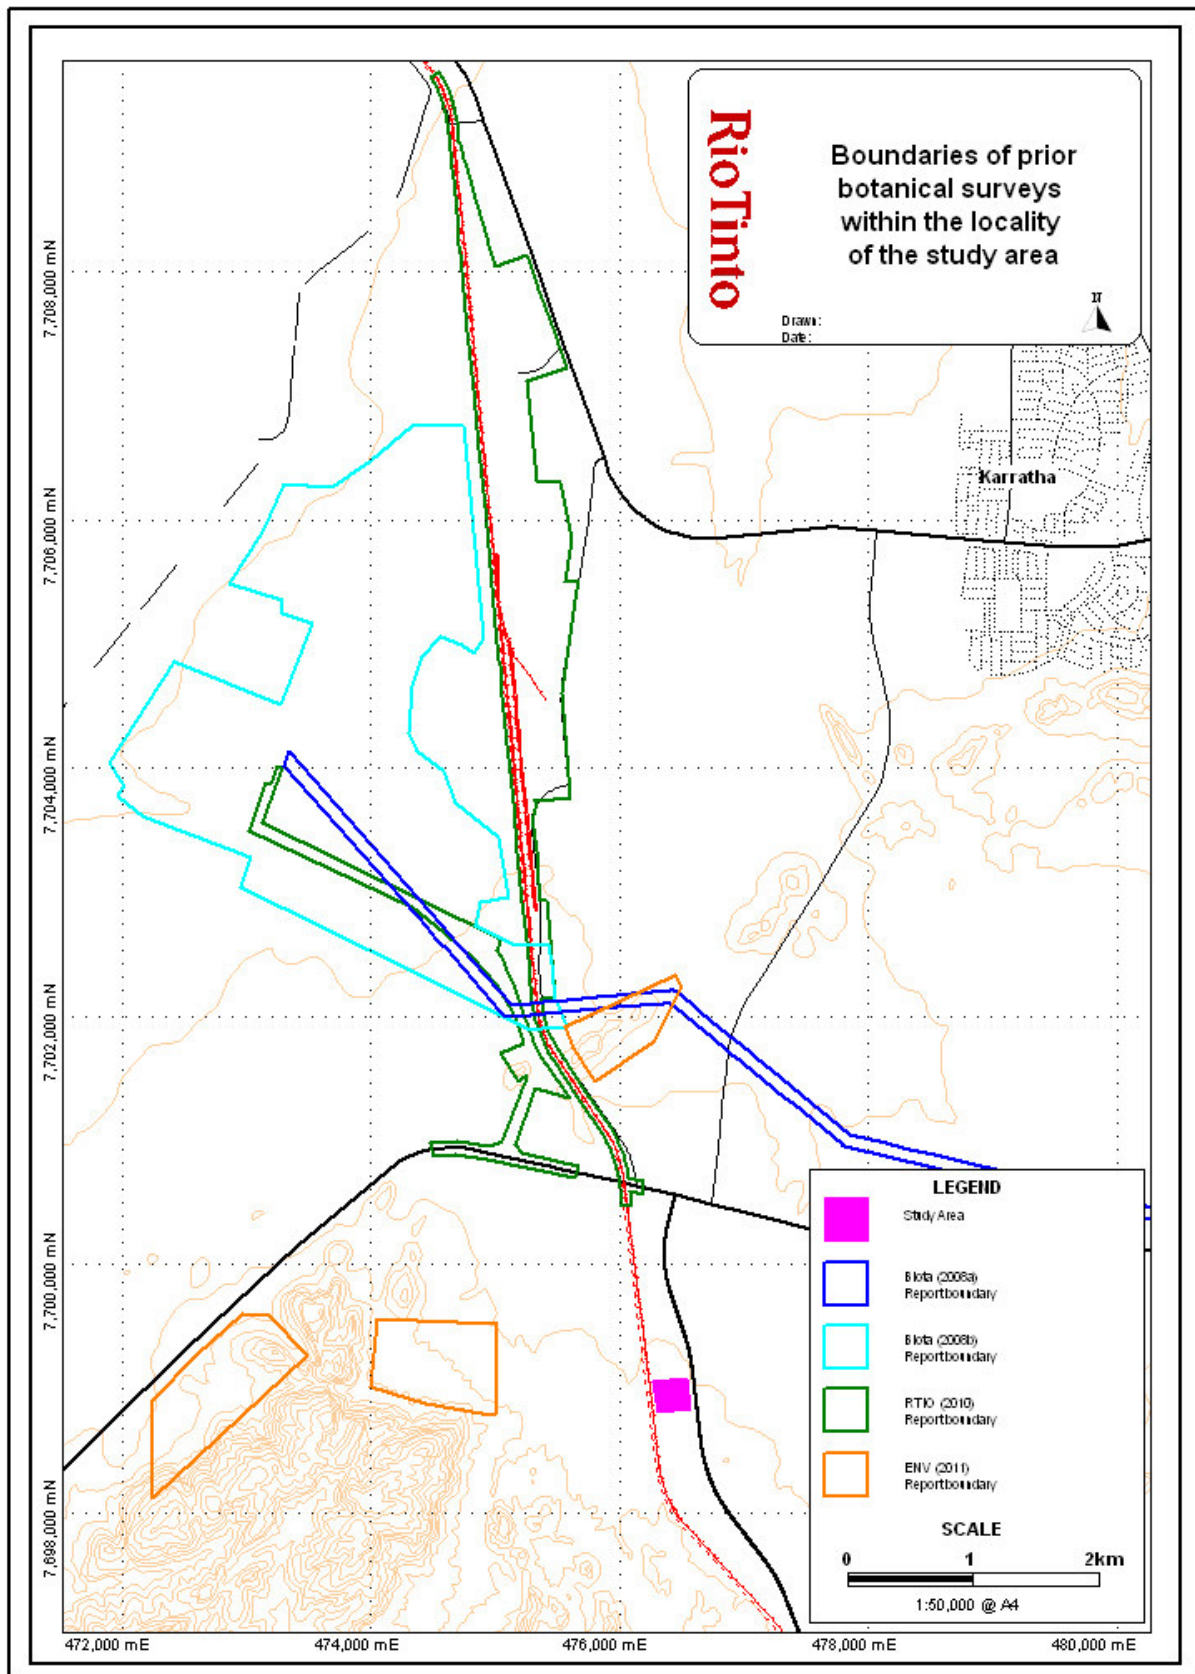 RioTinto
Boundaries of prior
botanical surveys
within the locality
of the study area
Drawn:
Date:
N
Karratha
7,708,000 mN
7,706,000 mN
7,704,000 mN
7,702,000 mN
7,700,000 mN
7,698,000 mN
LEGEND
Study Area
Biota (2008a)
Report boundary
Biota (2008b)
Report boundary
RTIO (2010)
Report boundary
ENV (2011)
Report boundary
SCALE
0 1 2km
1:50,000 @ A4
472,000 mE 474,000 mE 476,000 mE 478,000 mE 480,000 mE